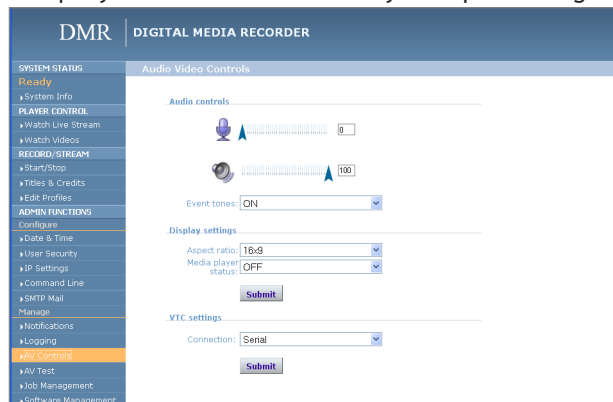 DMR DIGITAL MEDIA RECORDER
SYSTEM STATUS
Ready
System Info
PLAYER CONTROL
Watch Live Stream
Watch Videos
RECORD/STREAM
Start/Stop
Titles & Credits
Edit Profiles
ADMIN FUNCTIONS
Configure
Date & Time
User Security
IP Settings
Command Line
SMTP Mail
Manage
Notifications
Logging
AV Controls
AV Test
Job Management
Software Management
Audio Video Controls
Audio controls
0
100
Event tones: ON
Display settings
Aspect ratio: 16x9
Media player status: OFF
Submit
VTC settings
Connection: Serial
Submit